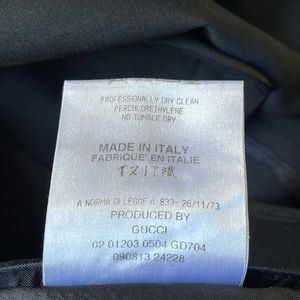 PROFESSIONALLY DRY CLEAN
PERCHLORETHYLENE
NO TUMBLE DRY
MADE IN ITALY
FABRIQUE' EN ITALIE
イタリア製
A NORMA DI LEGGE n. 833- 26/11/73
PRODUCED BY
GUCCI
02 01203 0504 GD704
090813 24228